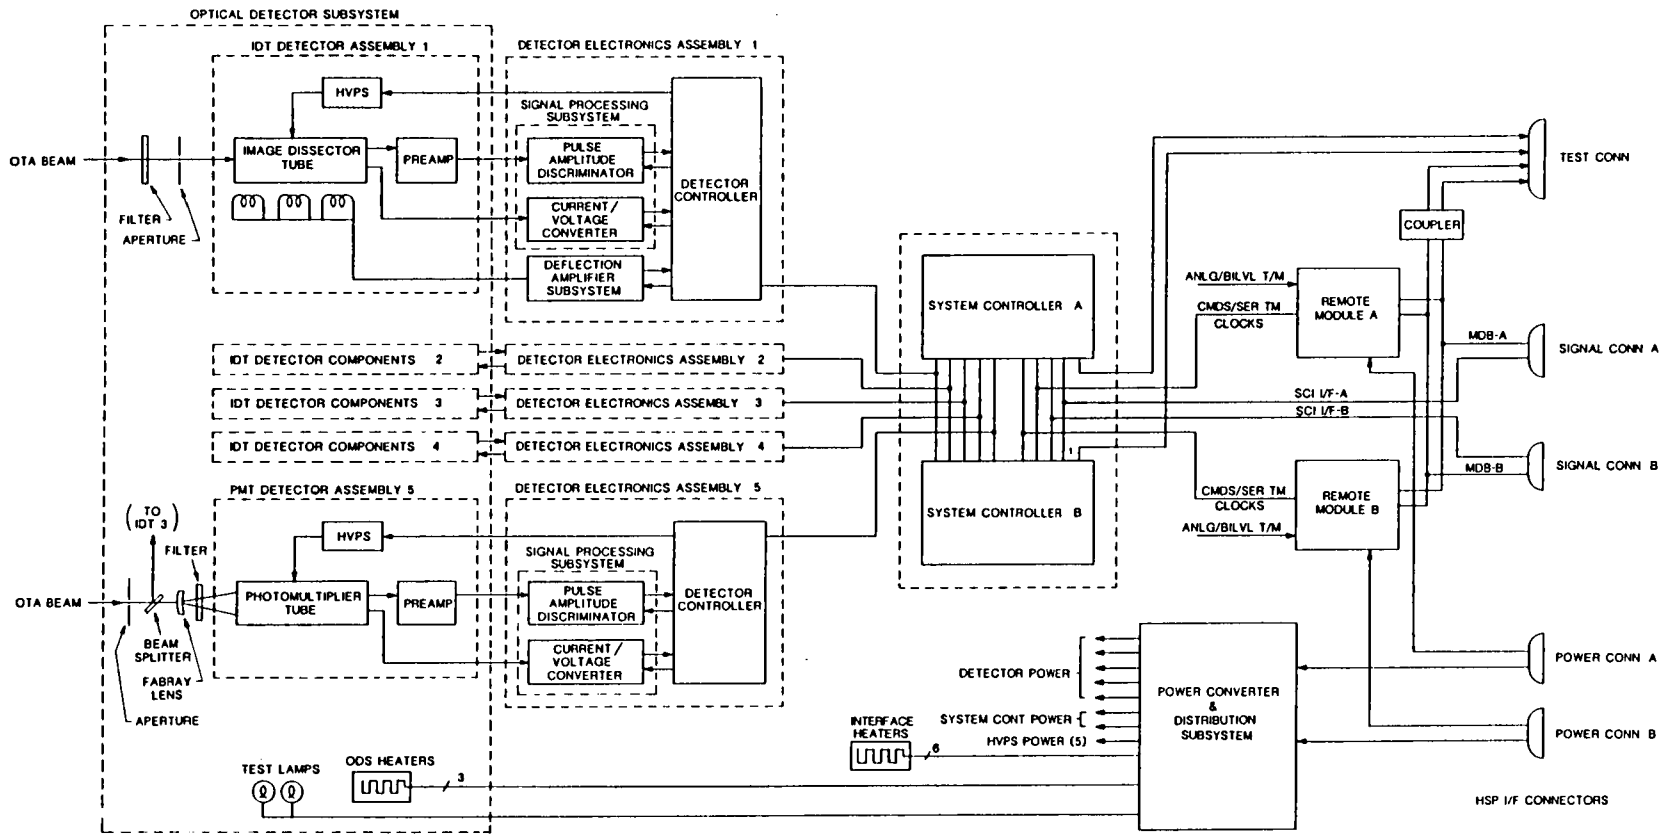 OPTICAL DETECTOR SUBSYSTEM
IDT DETECTOR ASSEMBLY 1
DETECTOR ELECTRONICS ASSEMBLY 1
HVPS
SIGNAL PROCESSING
SUBSYSTEM
OTA BEAM
IMAGE DISSECTOR
TUBE
PREAMP
PULSE
AMPLITUDE
DISCRIMINATOR
DETECTOR
CONTROLLER
TEST CONN
FILTER
APERTURE
CURRENT/
VOLTAGE
CONVERTER
COUPLER
DEFLECTION
AMPLIFIER
SUBSYSTEM
SYSTEM CONTROLLER A
ANLG/BILVL T/M
CMDS/SER TM
CLOCKS
REMOTE
MODULE A
MDB-A
SIGNAL CONN A
IDT DETECTOR COMPONENTS 2
DETECTOR ELECTRONICS ASSEMBLY 2
IDT DETECTOR COMPONENTS 3
DETECTOR ELECTRONICS ASSEMBLY 3
SCI I/F-A
SCI I/F-B
IDT DETECTOR COMPONENTS 4
DETECTOR ELECTRONICS ASSEMBLY 4
1
SYSTEM CONTROLLER B
MDB-B
SIGNAL CONN B
CMDS/SER TM
CLOCKS
ANLG/BILVL T/M
REMOTE
MODULE B
PMT DETECTOR ASSEMBLY 5
DETECTOR ELECTRONICS ASSEMBLY 5
(TO
IDT 3)
FILTER
HVPS
SIGNAL PROCESSING
SUBSYSTEM
OTA BEAM
PHOTOMULTIPLIER
TUBE
PREAMP
PULSE
AMPLITUDE
DISCRIMINATOR
DETECTOR
CONTROLLER
BEAM
SPLITTER
FABRAY
LENS
APERTURE
CURRENT/
VOLTAGE
CONVERTER
DETECTOR POWER
SYSTEM CONT POWER
HVPS POWER (5)
POWER CONVERTER
&
DISTRIBUTION
SUBSYSTEM
POWER CONN A
POWER CONN B
INTERFACE
HEATERS
6
TEST LAMPS
ODS HEATERS
3
HSP I/F CONNECTORS